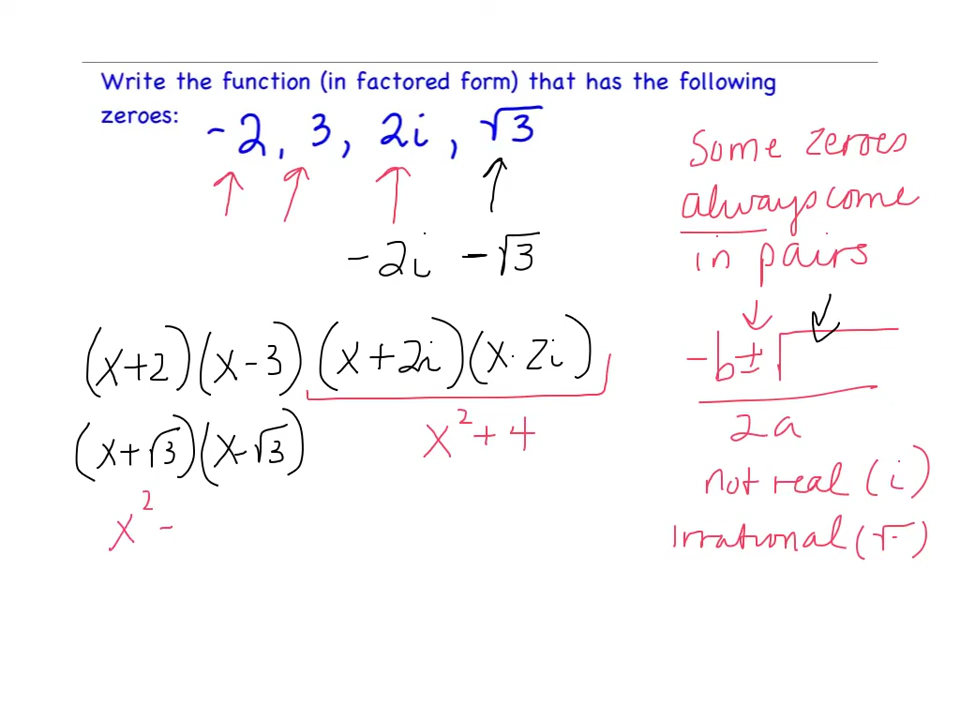 Write the function (in factored form) that has the following
zeroes: -2, 3, 2i, √3
-2i -√3
(x+2)(x-3)(x+2i)(x·2i)
x²+4
(x+√3)(x-√3)
x² -
Some zeroes
always come
in pairs
-b±√
2a
not real (i)
Irrational (√-)